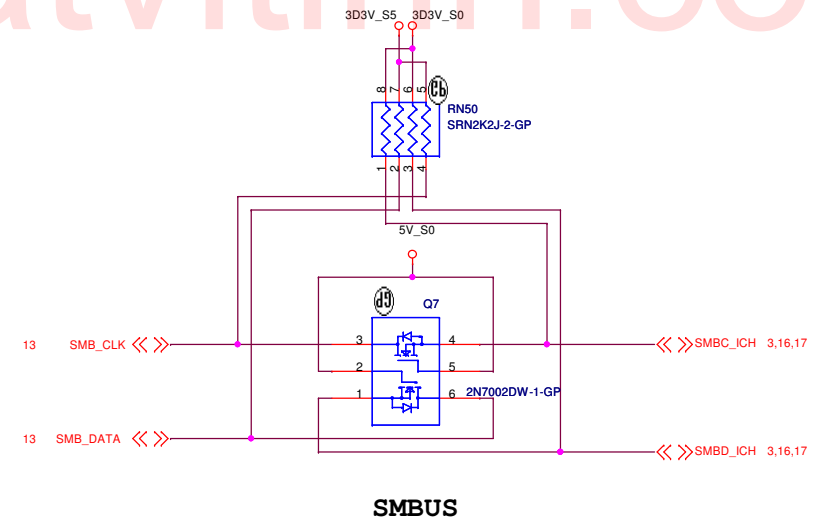 atvithn.co
3D3V_S5 3D3V_S0
8 7 6 5
RN50
SRN2K2J-2-GP
1 2 3 4
5V_S0
Q7
13 SMB_CLK 3 4 SMBC_ICH 3,16,17
2 5
1 6 2N7002DW-1-GP
13 SMB_DATA SMBD_ICH 3,16,17
SMBUS